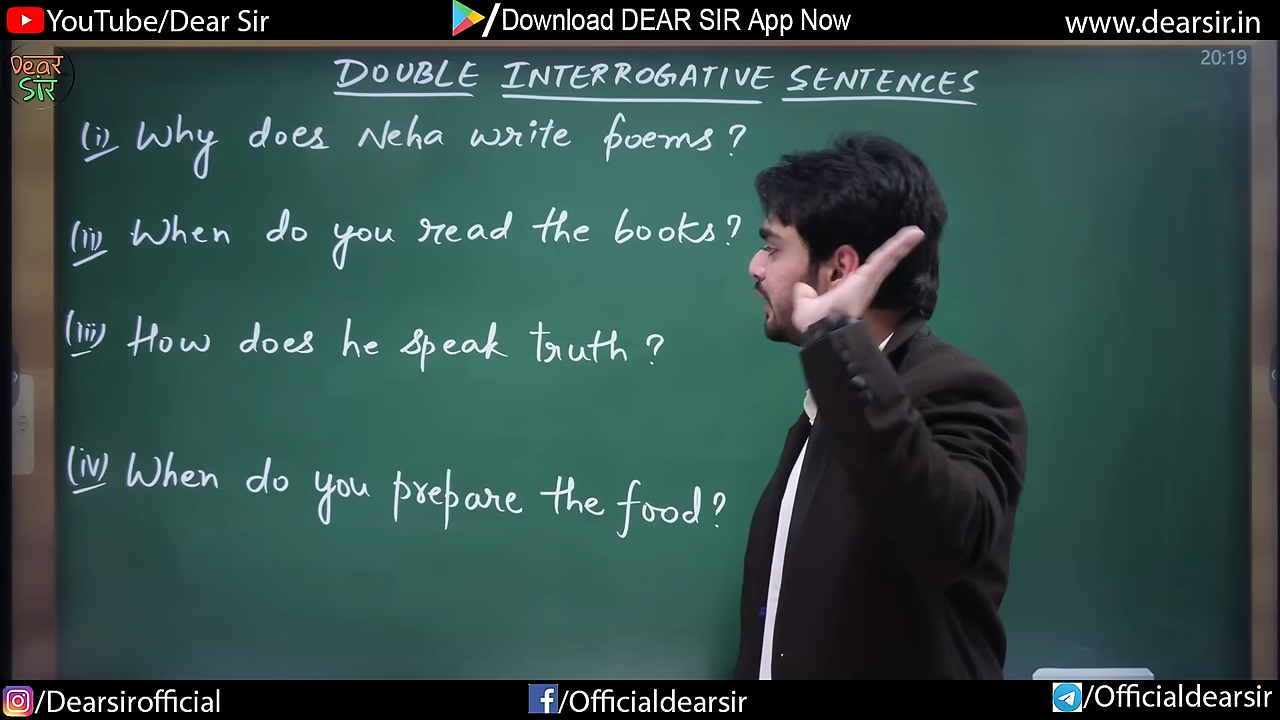 YouTube/Dear Sir
/Download DEAR SIR App Now
www.dearsir.in
Dearर
Sir
20:19
DOUBLE INTERROGATIVE SENTENCES
(i) Why does Neha write poems?
(ii) When do you read the books?
(iii) How does he speak truth?
(iv) When do you prepare the food?
/Dearsirofficial
/Officialdearsir
/Officialdearsir